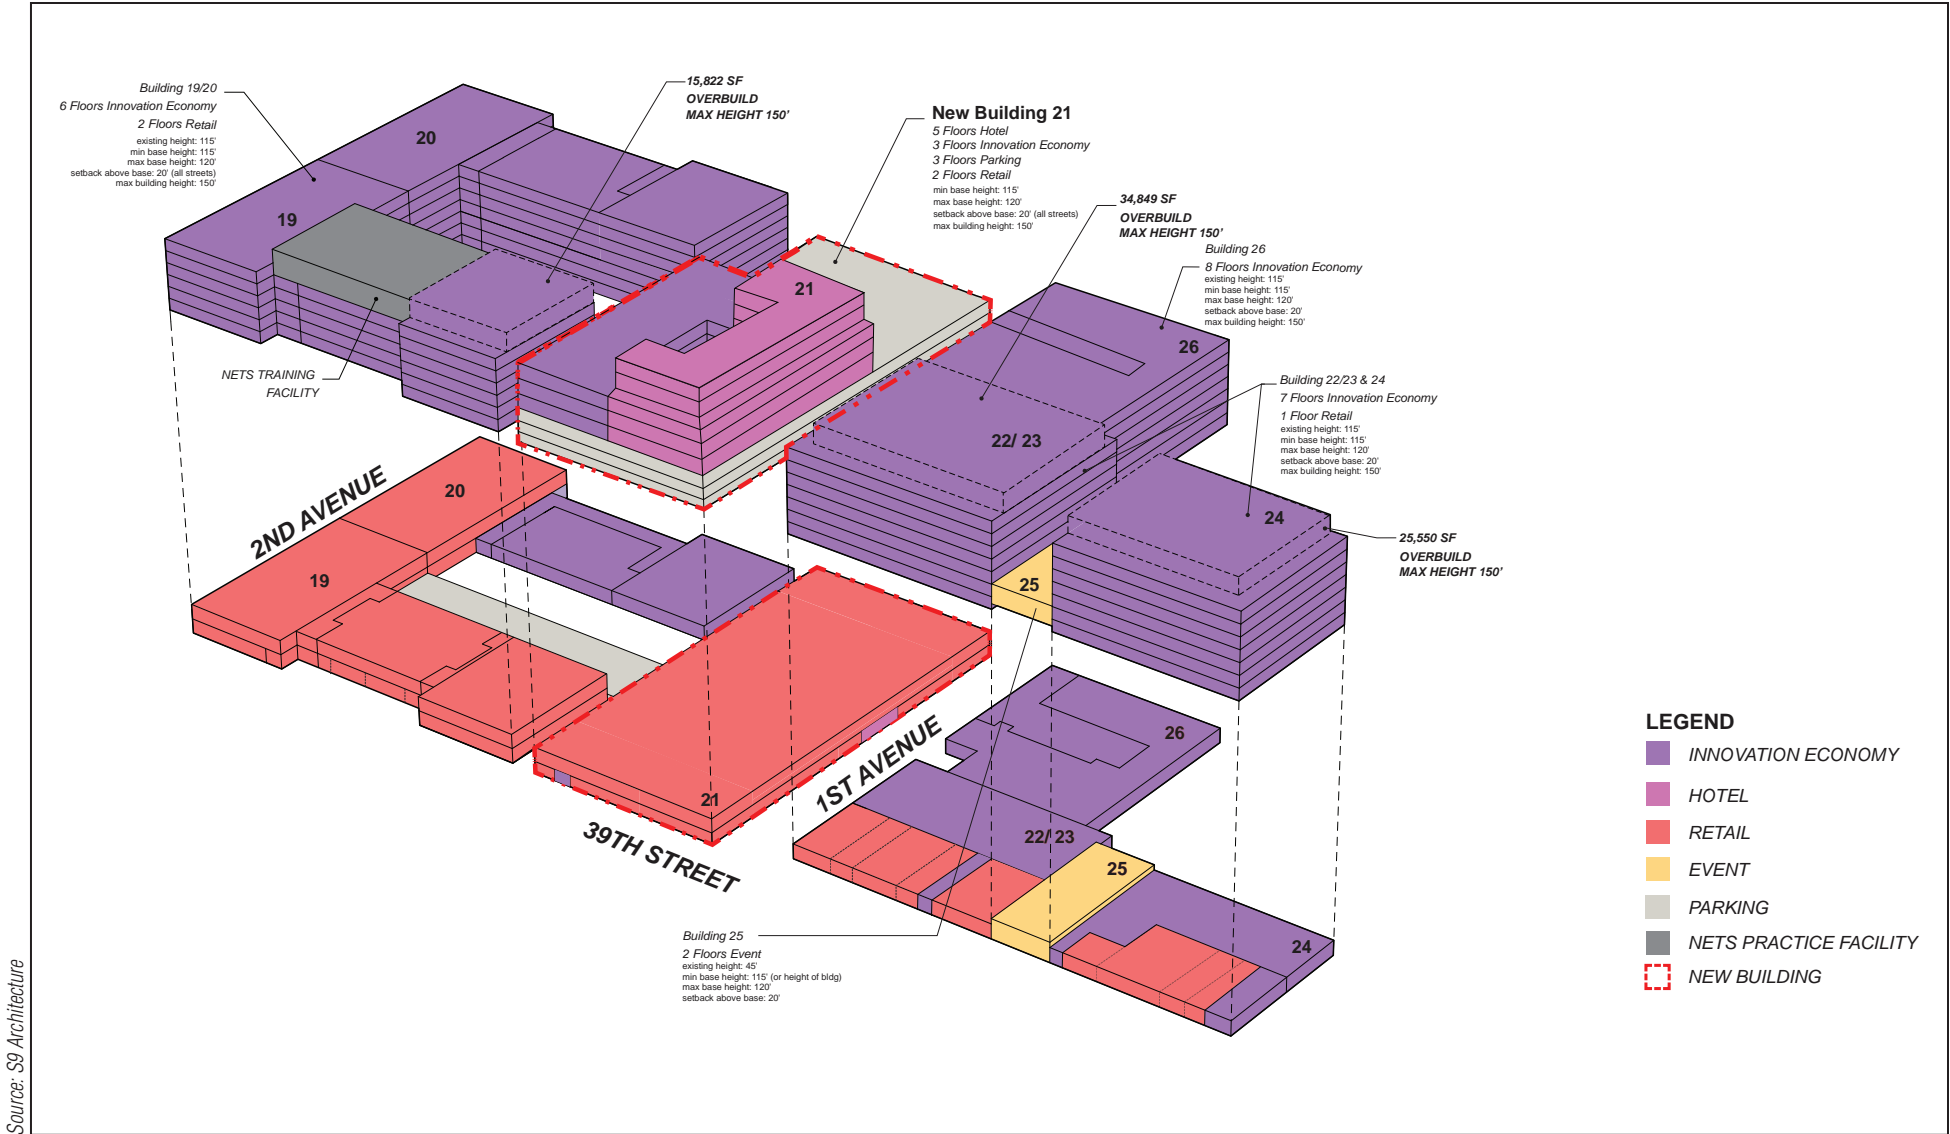 Building 19/20
6 Floors Innovation Economy
2 Floors Retail
existing height: 115'
min base height: 115'
max base height: 120'
setback above base: 20' (all streets)
max building height: 150'
15,822 SF
OVERBUILD
MAX HEIGHT 150'
New Building 21
5 Floors Hotel
3 Floors Innovation Economy
3 Floors Parking
2 Floors Retail
min base height: 115'
max base height: 120'
setback above base: 20' (all streets)
max building height: 150'
34,849 SF
OVERBUILD
MAX HEIGHT 150'
Building 26
8 Floors Innovation Economy
existing height: 115'
min base height: 115'
max base height: 120'
setback above base: 20'
max building height: 150'
20
19
21
26
22/ 23
24
25
NETS TRAINING
FACILITY
Building 22/23 & 24
7 Floors Innovation Economy
1 Floor Retail
existing height: 115'
min base height: 115'
max base height: 120'
setback above base: 20'
max building height: 150'
25,550 SF
OVERBUILD
MAX HEIGHT 150'
2ND AVENUE
20
19
21
39TH STREET
1ST AVENUE
26
22/ 23
25
24
Building 25
2 Floors Event
existing height: 45'
min base height: 115' (or height of bldg)
max base height: 120'
setback above base: 20'
LEGEND
INNOVATION ECONOMY
HOTEL
RETAIL
EVENT
PARKING
NETS PRACTICE FACILITY
NEW BUILDING
Source: S9 Architecture